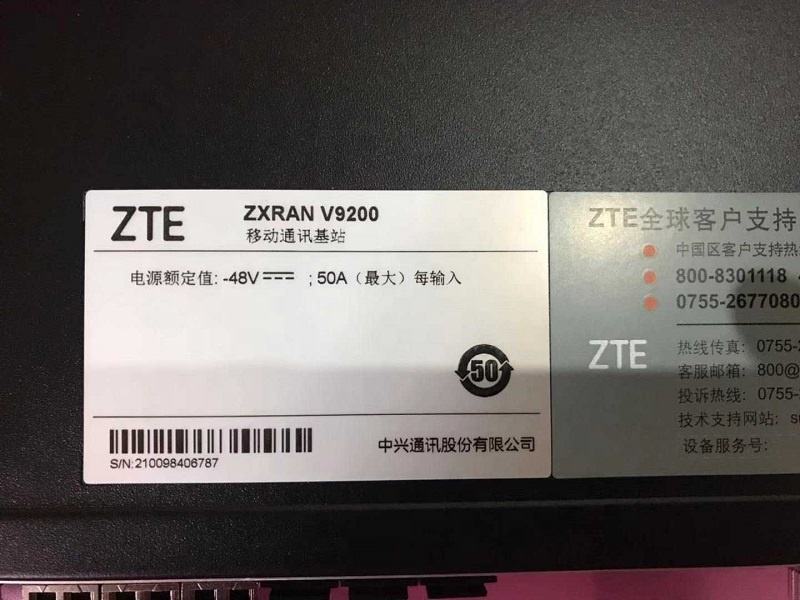 ZTE
ZXRAN V9200
移动通讯基站
电源额定值: -48V ; 50A（最大）每输入
50
S/N: 210098406787
中兴通讯股份有限公司
ZTE全球客户支持
中国区客户支持热
800-8301118
0755-2677080
ZTE
热线传真: 0755-2
客服邮箱: 800@
投诉热线: 0755-
技术支持网站:
设备服务号: